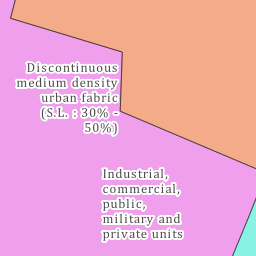 Discontinuous
medium density
urban fabric
(S.L. : 30% -
50%)
Industrial,
commercial,
public,
military and
private units